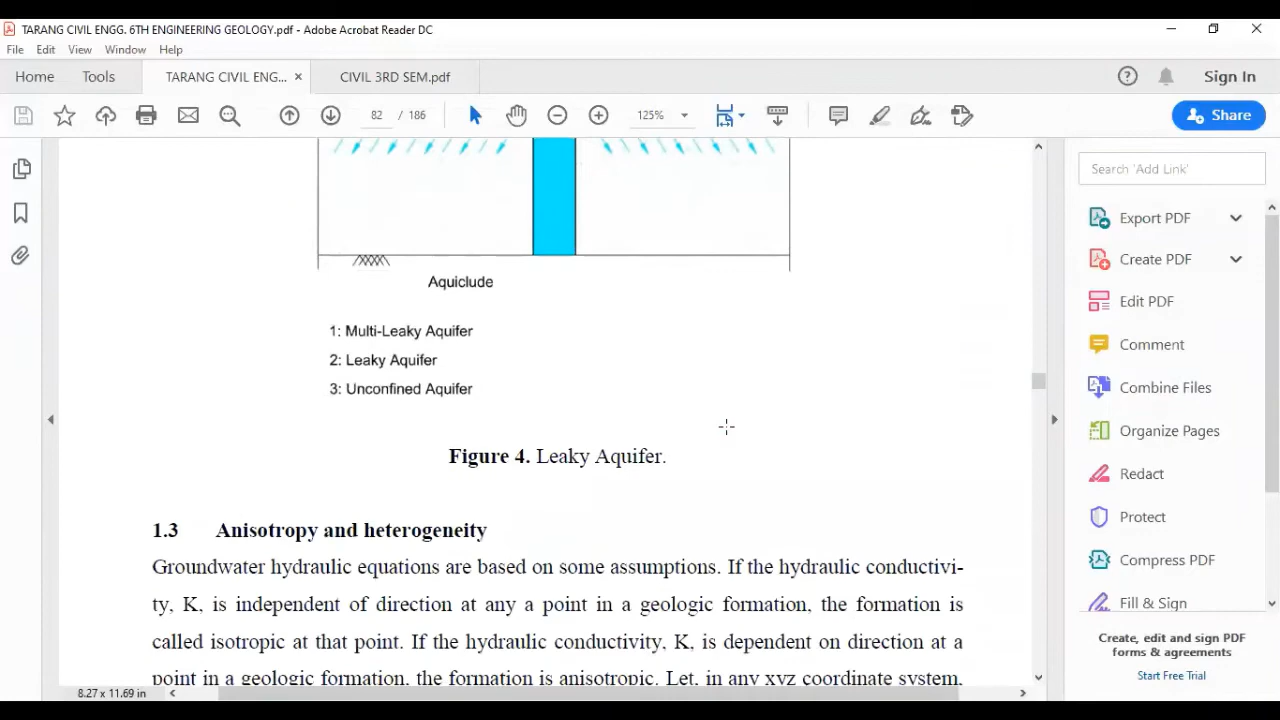 TARANG CIVIL ENGG. 6TH ENGINEERING GEOLOGY.pdf - Adobe Acrobat Reader DC
File Edit View Window Help
Home Tools TARANG CIVIL ENG... × CIVIL 3RD SEM.pdf Sign In
82 / 186 125% Share
Search 'Add Link'
Export PDF
Create PDF
Edit PDF
Comment
Combine Files
Organize Pages
Redact
Protect
Compress PDF
Fill & Sign
Create, edit and sign PDF
forms & agreements
Start Free Trial
Aquiclude
1: Multi-Leaky Aquifer
2: Leaky Aquifer
3: Unconfined Aquifer
Figure 4. Leaky Aquifer.
1.3 Anisotropy and heterogeneity
Groundwater hydraulic equations are based on some assumptions. If the hydraulic conductivi-
ty, K, is independent of direction at any a point in a geologic formation, the formation is
called isotropic at that point. If the hydraulic conductivity, K, is dependent on direction at a
point in a geologic formation, the formation is anisotropic. Let, in any xyz coordinate system,
8.27 x 11.69 in